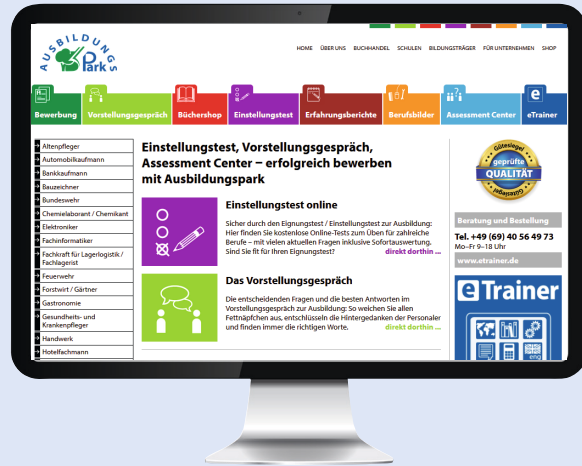 AUSBILDUNGS
Park
HOME ÜBER UNS BUCHHANDEL SCHULEN BILDUNGSTRÄGER FÜR UNTERNEHMEN SHOP
Bewerbung Vorstellungsgespräch Büchershop Einstellungstest Erfahrungsberichte Berufsbilder Assessment Center eTrainer
Altenpfleger
Automobilkaufmann
Bankkaufmann
Bauzeichner
Bundeswehr
Chemielaborant / Chemikant
Elektroniker
Fachinformatiker
Fachkraft für Lagerlogistik /
Fachlagerist
Feuerwehr
Forstwirt / Gärtner
Gastronomie
Gesundheits- und
Krankenpfleger
Handwerk
Hotelfachmann
Einstellungstest, Vorstellungsgespräch,
Assessment Center – erfolgreich bewerben
mit Ausbildungspark
Einstellungstest online
Sicher durch den Eignungstest / Einstellungstest zur Ausbildung:
Hier finden Sie kostenlose Online-Tests zum Üben für zahlreiche
Berufe – mit vielen aktuellen Fragen inklusive Sofortauswertung.
Sind Sie fit für Ihren Eignungstest? direkt dorthin ...
Das Vorstellungsgespräch
Die entscheidenden Fragen und die besten Antworten im
Vorstellungsgespräch zur Ausbildung: So weichen Sie allen
Fettnäpfchen aus, entschlüsseln die Hintergedanken der Personaler
und finden immer die richtigen Worte. direkt dorthin ...
Gütesiegel
geprüfte
QUALITÄT
Beratung und Bestellung
Tel. +49 (69) 40 56 49 73
Mo–Fr 9–18 Uhr
www.etrainer.de
eTrainer